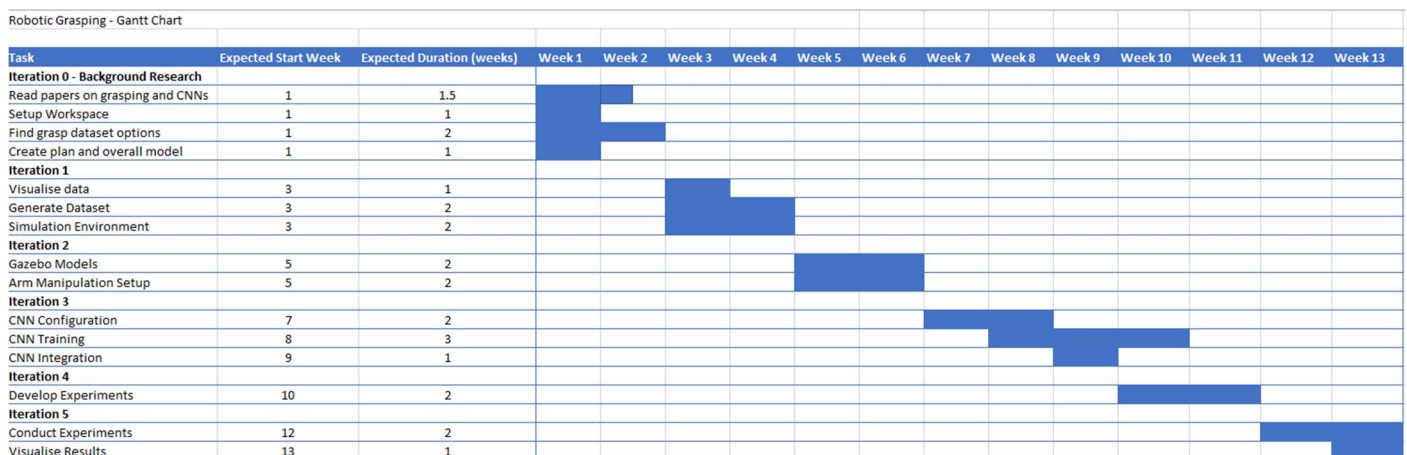 Robotic Grasping - Gantt Chart
Task Expected Start Week Expected Duration (weeks) Week 1 Week 2 Week 3 Week 4 Week 5 Week 6 Week 7 Week 8 Week 9 Week 10 Week 11 Week 12 Week 13
Iteration 0 - Background Research
Read papers on grasping and CNNs 1 1.5
Setup Workspace 1 1
Find grasp dataset options 1 2
Create plan and overall model 1 1
Iteration 1
Visualise data 3 1
Generate Dataset 3 2
Simulation Environment 3 2
Iteration 2
Gazebo Models 5 2
Arm Manipulation Setup 5 2
Iteration 3
CNN Configuration 7 2
CNN Training 8 3
CNN Integration 9 1
Iteration 4
Develop Experiments 10 2
Iteration 5
Conduct Experiments 12 2
Visualise Results 13 1